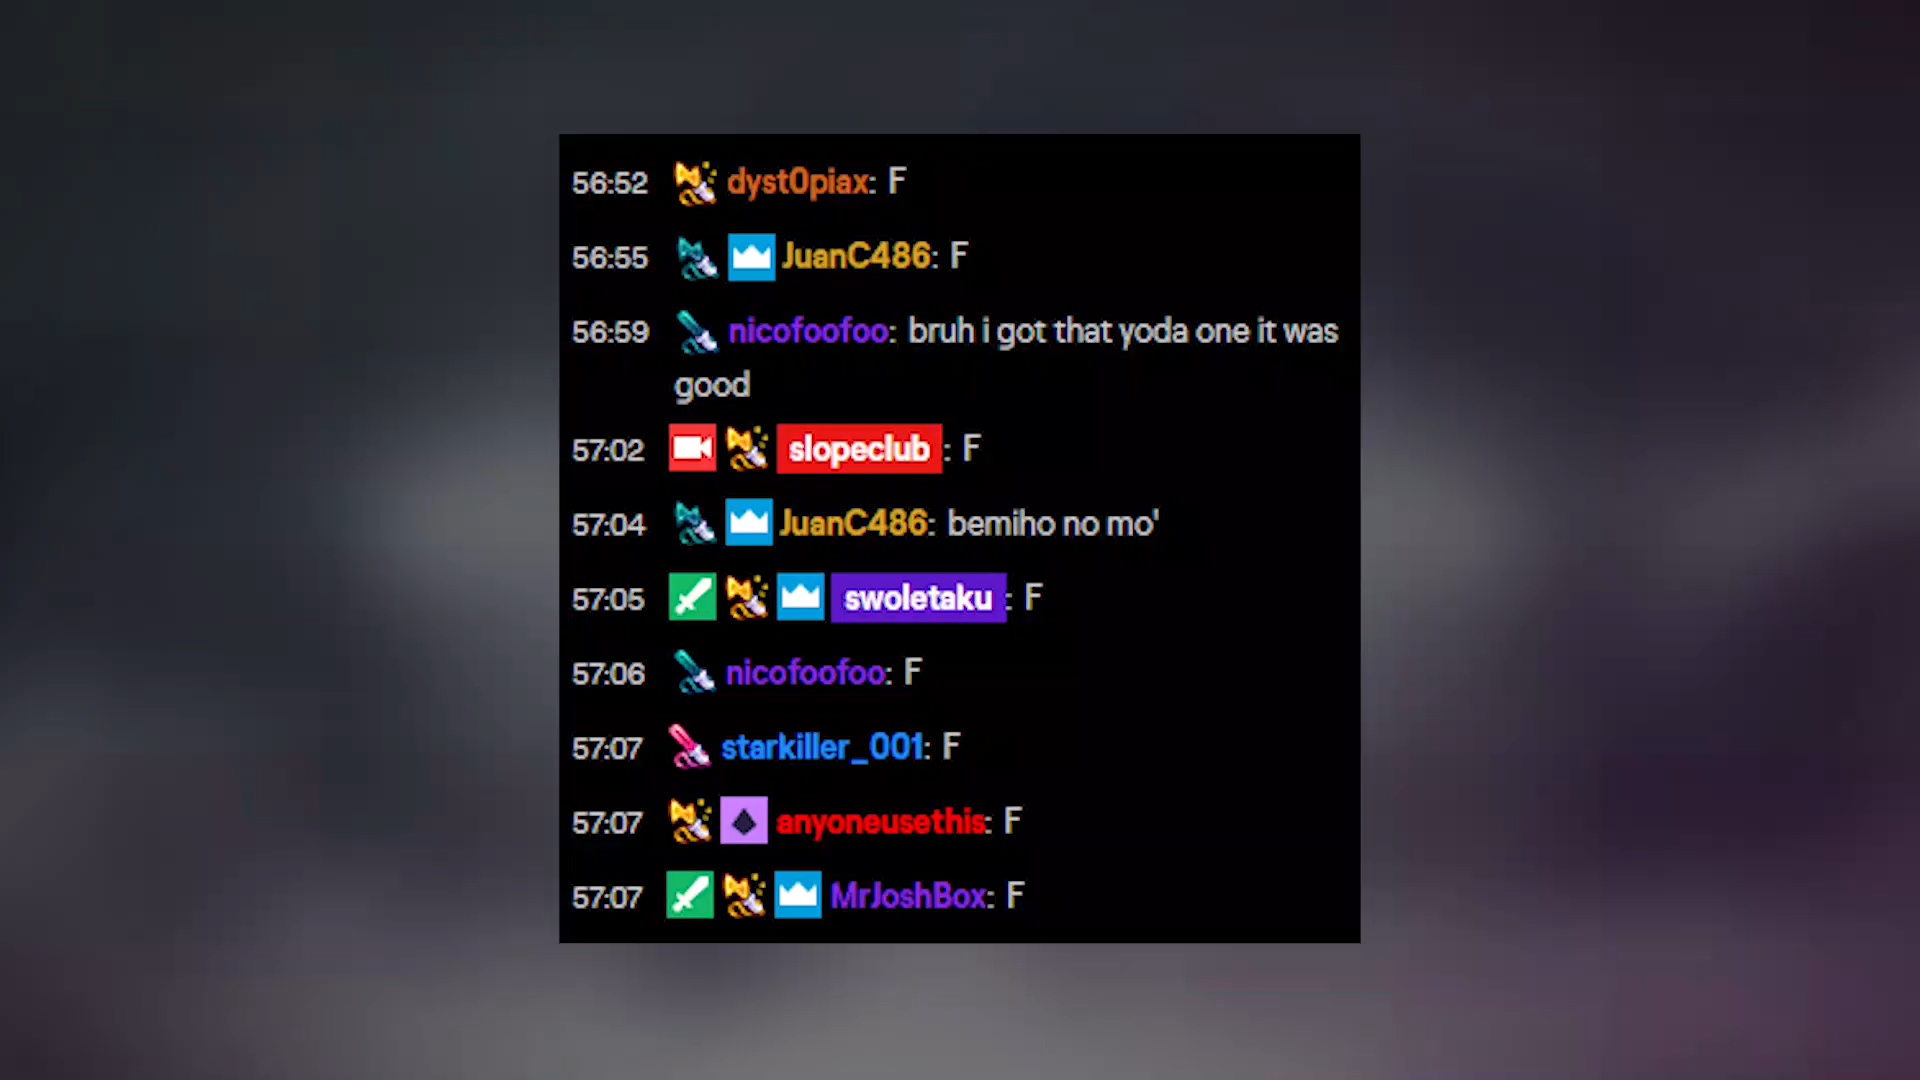 56:52 dyst0piax: F
56:55 JuanC486: F
56:59 nicofoofoo: bruh i got that yoda one it was
good
57:02 slopeclub : F
57:04 JuanC486: bemiho no mo'
57:05 swoletaku : F
57:06 nicofoofoo: F
57:07 starkiller_001: F
57:07 anyoneusethis: F
57:07 MrJoshBox: F